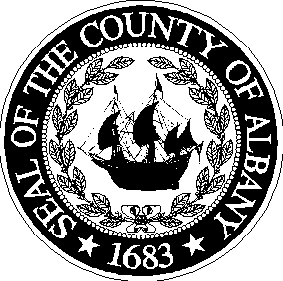 SEAL OF THE COUNTY OF ALBANY
★ 1683 ★